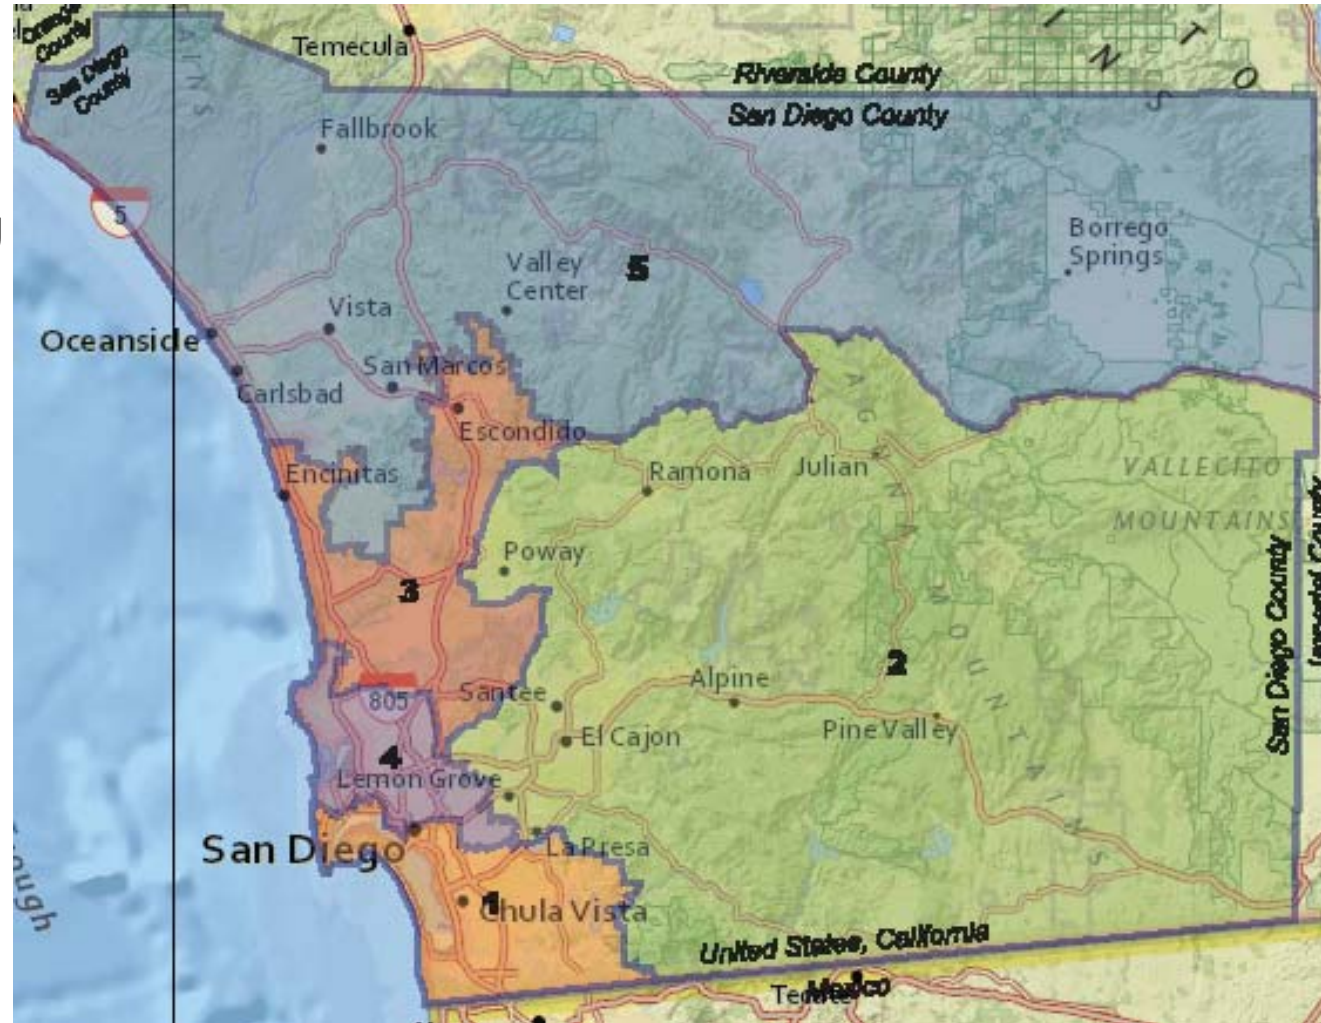 Orange
County
San Diego
County
Temecula
Riverside County
San Diego County
I
N
S
T
O
A I N S
Fallbrook
5
Borrego
Springs
Valley
Center
5
Vista
Oceanside
San Marcos
Carlsbad
Escondido
Encinitas
Ramona
Julian
VALLECITO
MOUNTAINS
Poway
3
2
San Diego County
Imperial County
L A G U N A
M O U N T A I N S
Santee
805
Alpine
Pine Valley
El Cajon
4
Lemon Grove
San Diego
La Presa
1
Chula Vista
United States, California
Mexico
Tecate
rough